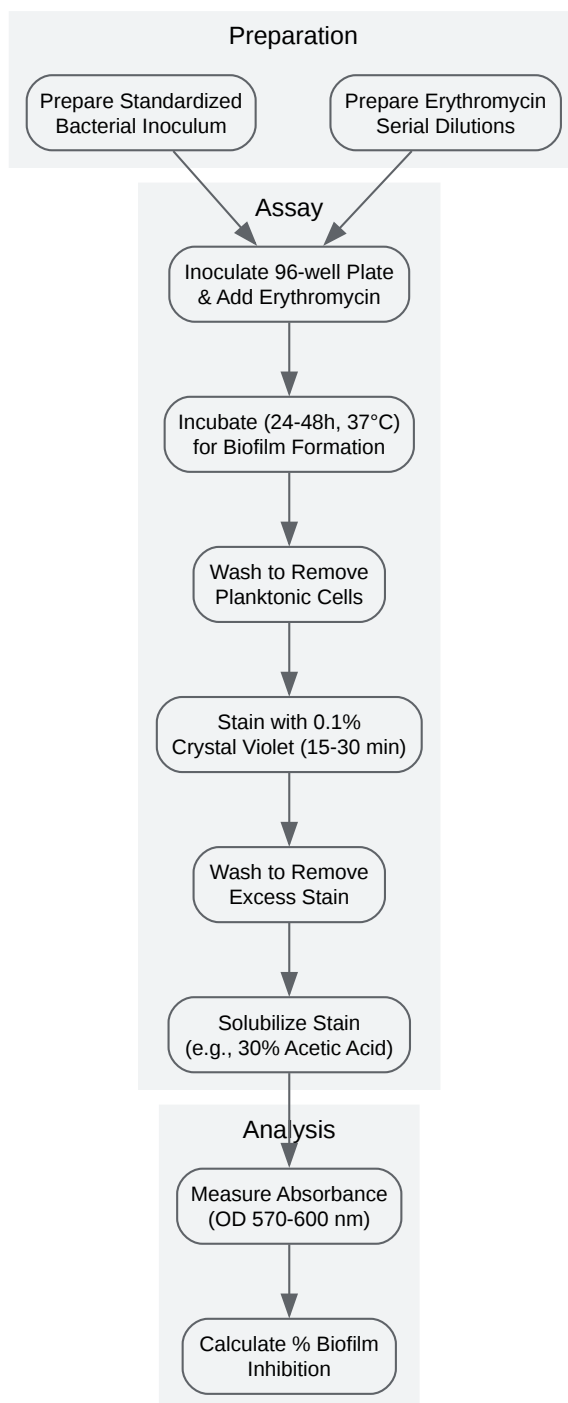 Preparation
Prepare Standardized
Bacterial Inoculum
Prepare Erythromycin
Serial Dilutions
Assay
Inoculate 96-well Plate
& Add Erythromycin
Incubate (24-48h, 37°C)
for Biofilm Formation
Wash to Remove
Planktonic Cells
Stain with 0.1%
Crystal Violet (15-30 min)
Wash to Remove
Excess Stain
Solubilize Stain
(e.g., 30% Acetic Acid)
Analysis
Measure Absorbance
(OD 570-600 nm)
Calculate % Biofilm
Inhibition